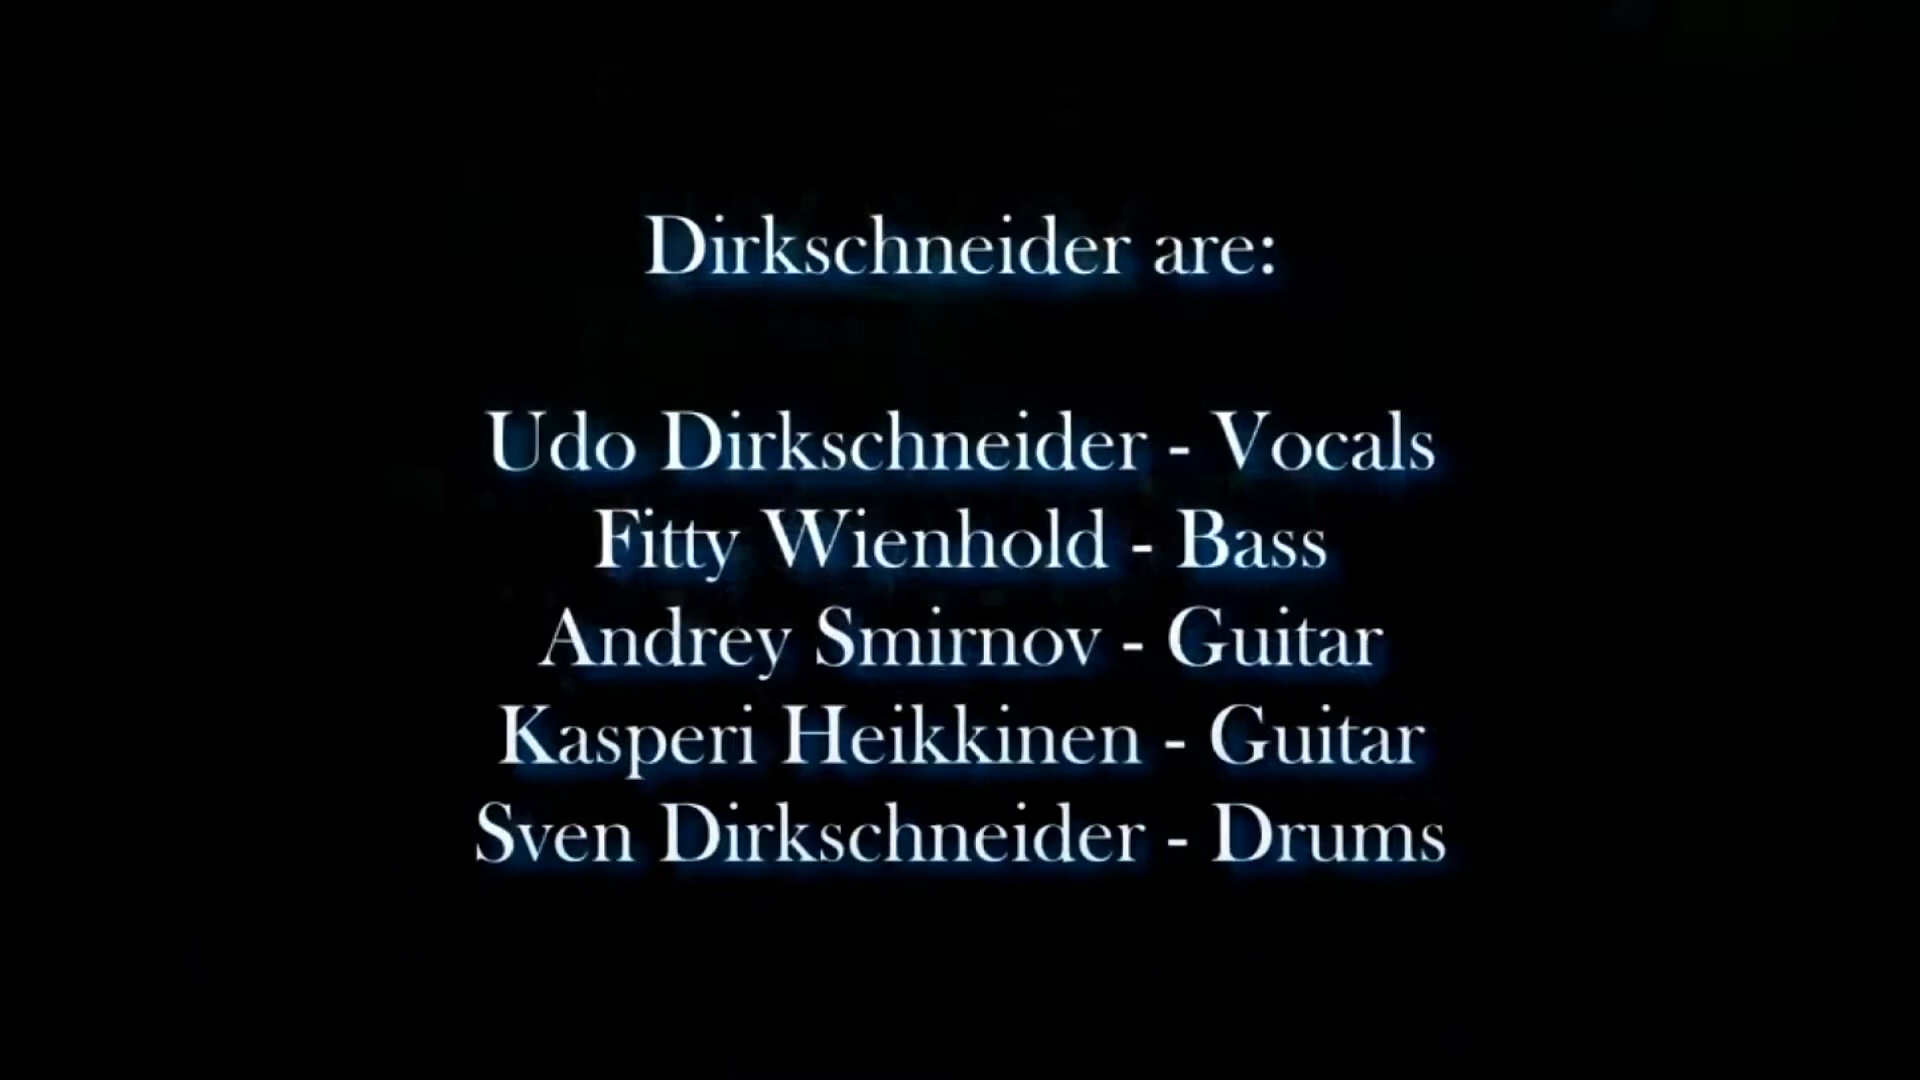 Dirkschneider are:
Udo Dirkschneider - Vocals
Fitty Wienhold - Bass
Andrey Smirnov - Guitar
Kasperi Heikkinen - Guitar
Sven Dirkschneider - Drums